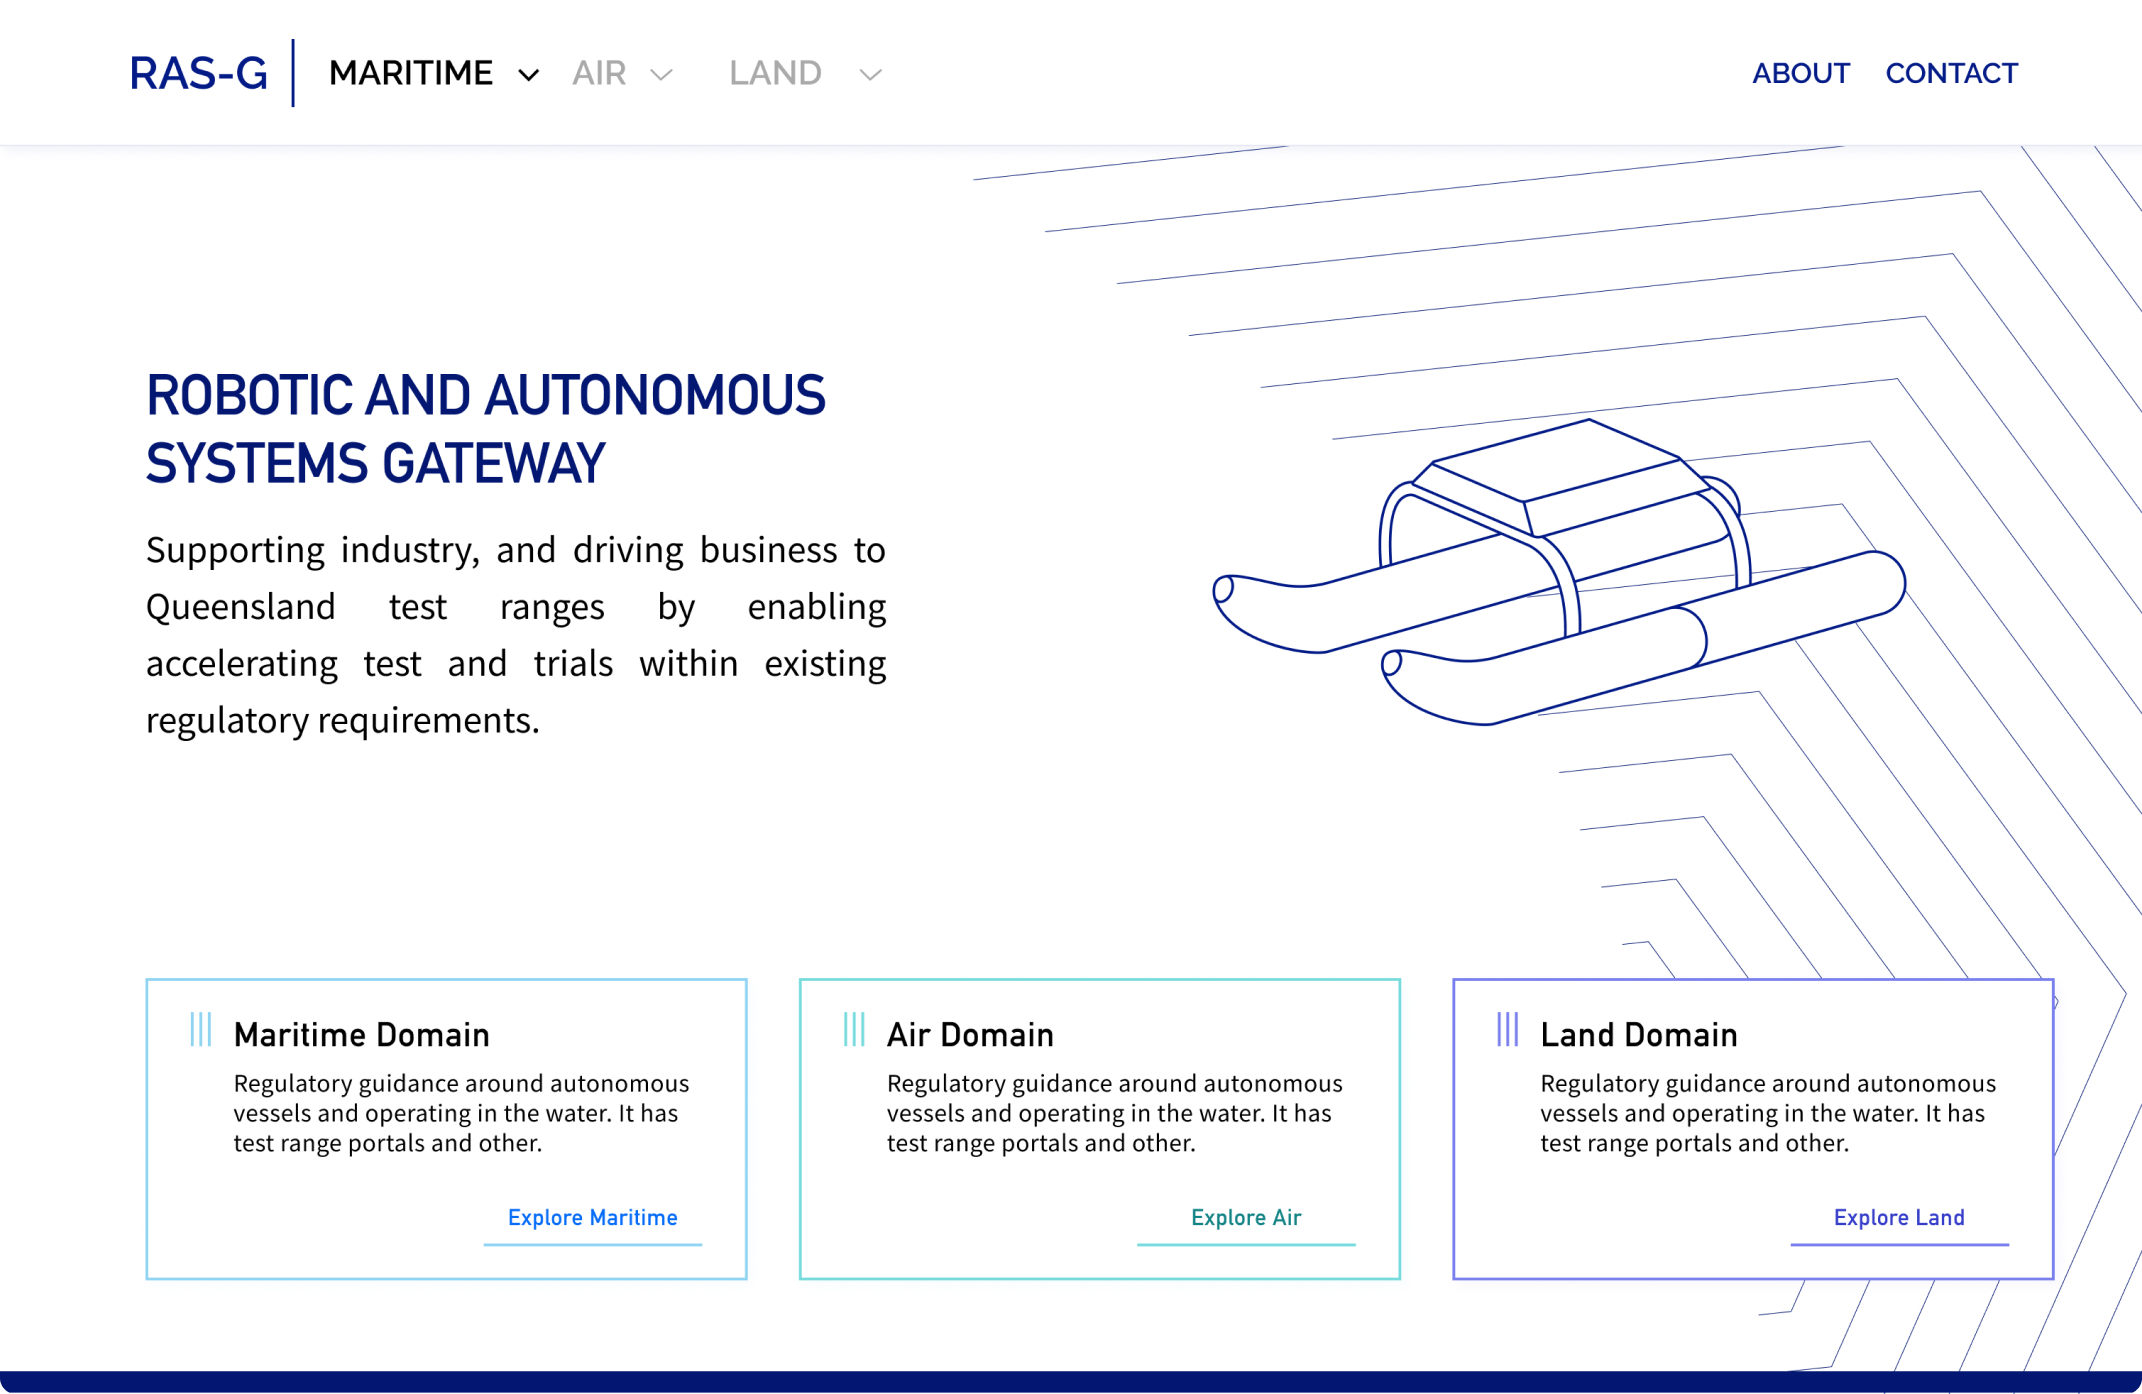 RAS-G MARITIME AIR LAND ABOUT CONTACT
ROBOTIC AND AUTONOMOUS
SYSTEMS GATEWAY
Supporting industry, and driving business to
Queensland test ranges by enabling
accelerating test and trials within existing
regulatory requirements.
Maritime Domain
Regulatory guidance around autonomous
vessels and operating in the water. It has
test range portals and other.
Explore Maritime
Air Domain
Regulatory guidance around autonomous
vessels and operating in the water. It has
test range portals and other.
Explore Air
Land Domain
Regulatory guidance around autonomous
vessels and operating in the water. It has
test range portals and other.
Explore Land